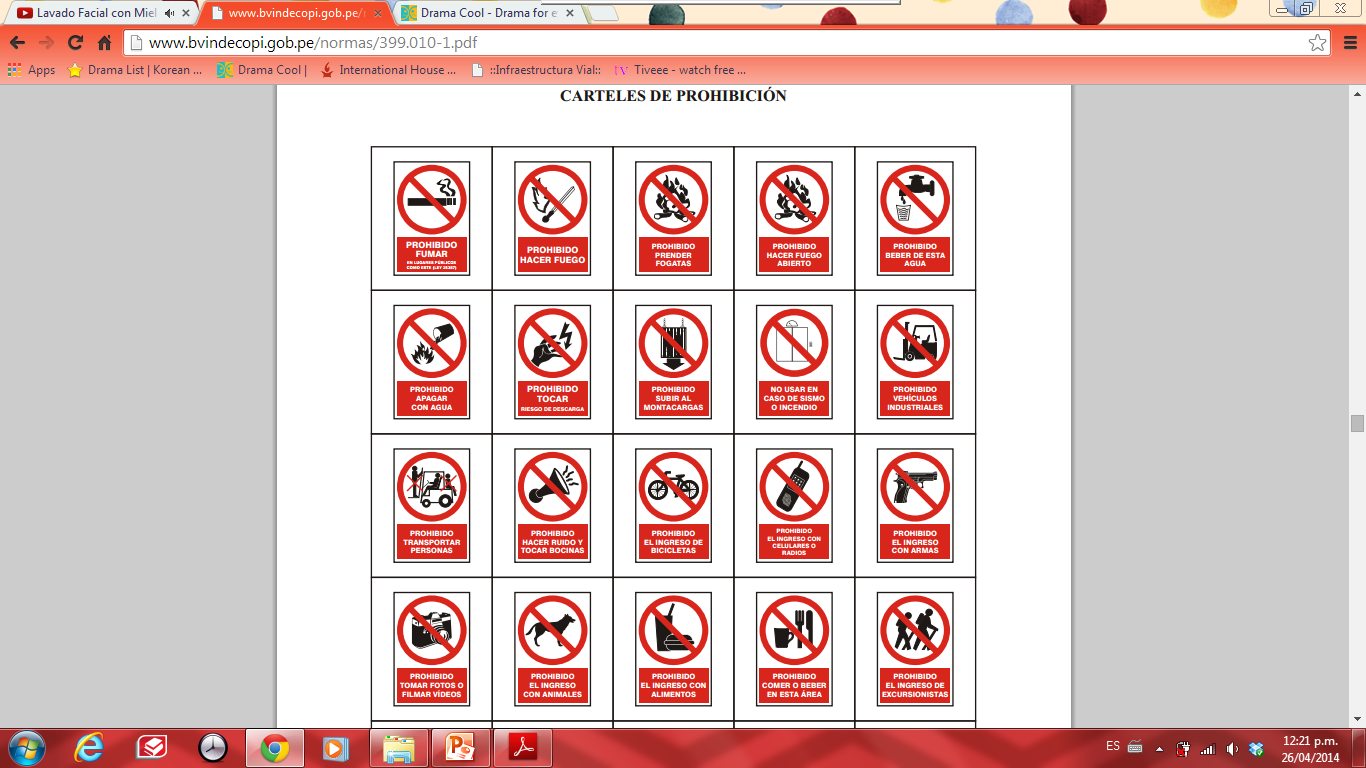 Lavado Facial con Miel
www.bvindecopi.gob.pe/
Drama Cool - Drama for e
www.bvindecopi.gob.pe/normas/399.010-1.pdf
Apps
Drama List | Korean ...
Drama Cool |
International House ...
::Infraestructura Vial::
Tiveee - watch free ...
CARTELES DE PROHIBICIÓN
PROHIBIDO
FUMAR
EN LUGARES PÚBLICOS
COMO ESTE (LEY 28267)
PROHIBIDO
HACER FUEGO
PROHIBIDO
PRENDER
FOGATAS
PROHIBIDO
HACER FUEGO
ABIERTO
PROHIBIDO
BEBER DE ESTA
AGUA
PROHIBIDO
APAGAR
CON AGUA
PROHIBIDO
TOCAR
RIESGO DE DESCARGA
PROHIBIDO
SUBIR AL
MONTACARGAS
NO USAR EN
CASO DE SISMO
O INCENDIO
PROHIBIDO
VEHÍCULOS
INDUSTRIALES
PROHIBIDO
TRANSPORTAR
PERSONAS
PROHIBIDO
HACER RUIDO Y
TOCAR BOCINAS
PROHIBIDO
EL INGRESO DE
BICICLETAS
PROHIBIDO
EL INGRESO CON
CELULARES O
RADIOS
PROHIBIDO
EL INGRESO
CON ARMAS
PROHIBIDO
TOMAR FOTOS O
FILMAR VÍDEOS
PROHIBIDO
EL INGRESO
CON ANIMALES
PROHIBIDO
EL INGRESO CON
ALIMENTOS
PROHIBIDO
COMER O BEBER
EN ESTA ÁREA
PROHIBIDO
EL INGRESO DE
EXCURSIONISTAS
ES
12:21 p.m.
26/04/2014